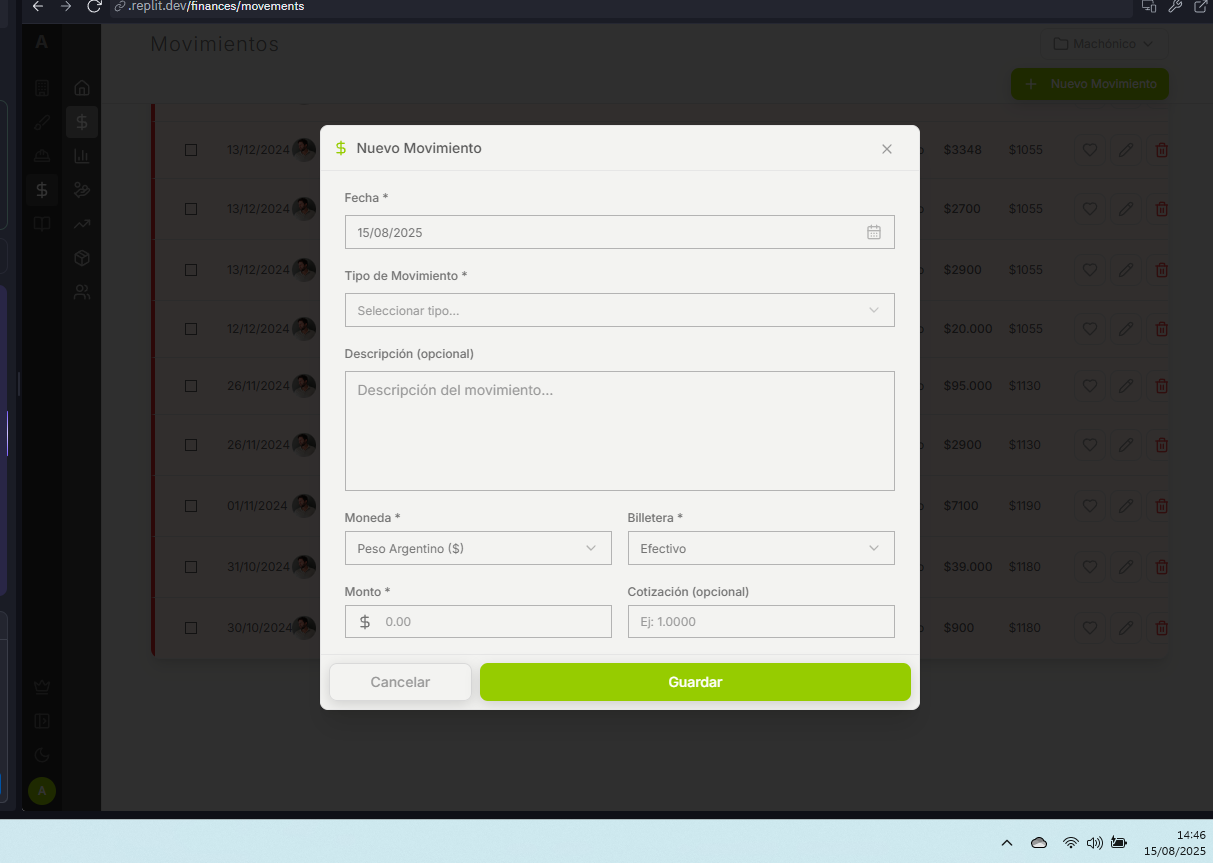 .replit.dev/finances/movements
A
Movimientos
Machónico
+ Nuevo Movimiento
$ Nuevo Movimiento
Fecha *
15/08/2025
Tipo de Movimiento *
Seleccionar tipo...
Descripción (opcional)
Descripción del movimiento...
Moneda * Billetera *
Peso Argentino ($) Efectivo
Monto * Cotización (opcional)
$ 0.00 Ej: 1.0000
Cancelar Guardar
13/12/2024 $3348 $1055
13/12/2024 $2700 $1055
13/12/2024 $2900 $1055
12/12/2024 $20.000 $1055
26/11/2024 $95.000 $1130
26/11/2024 $2900 $1130
01/11/2024 $7100 $1190
31/10/2024 $39.000 $1180
30/10/2024 $900 $1180
A
14:46
15/08/2025